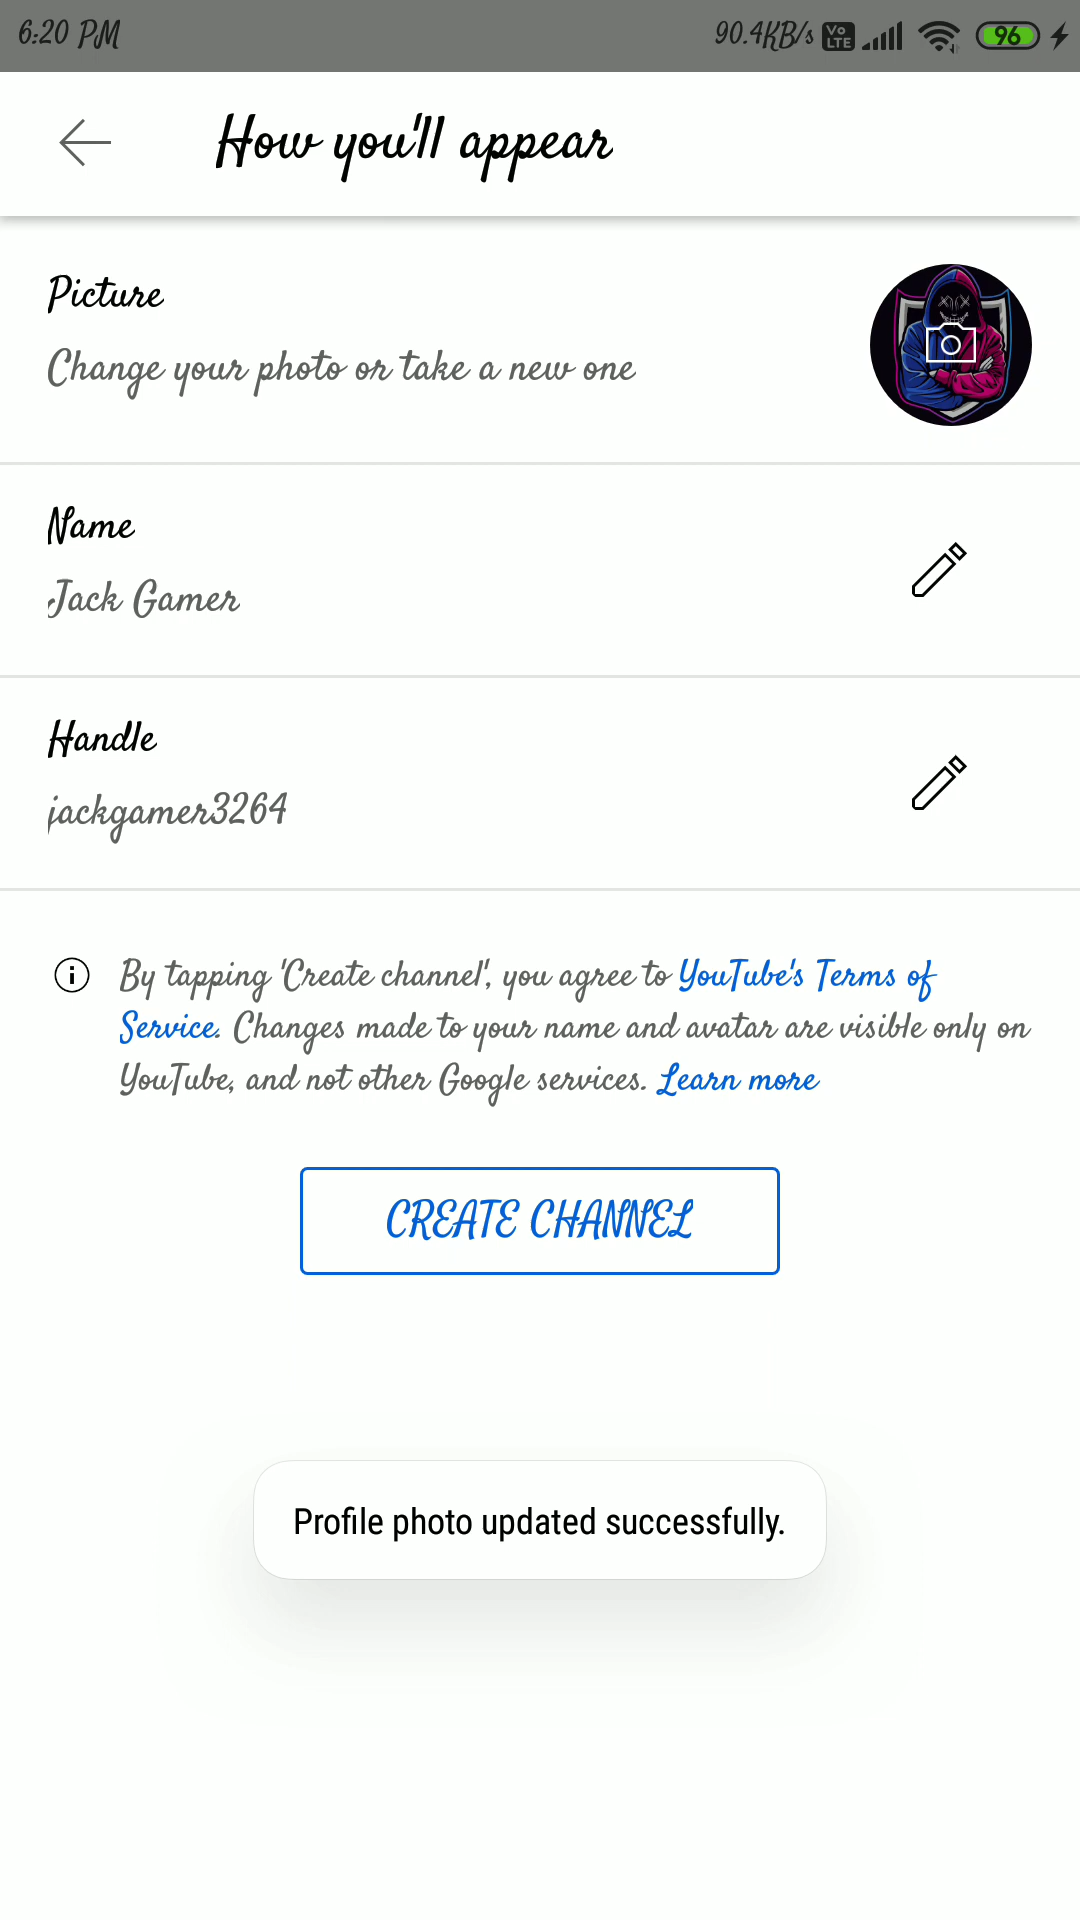 6:20 PM
90.4KB/s Vo LTE 96
How you'll appear
Picture
Change your photo or take a new one
Name
Jack Gamer
Handle
jackgamer3264
By tapping 'Create channel', you agree to YouTube's Terms of
Service. Changes made to your name and avatar are visible only on
YouTube, and not other Google services. Learn more
CREATE CHANNEL
Profile photo updated successfully.